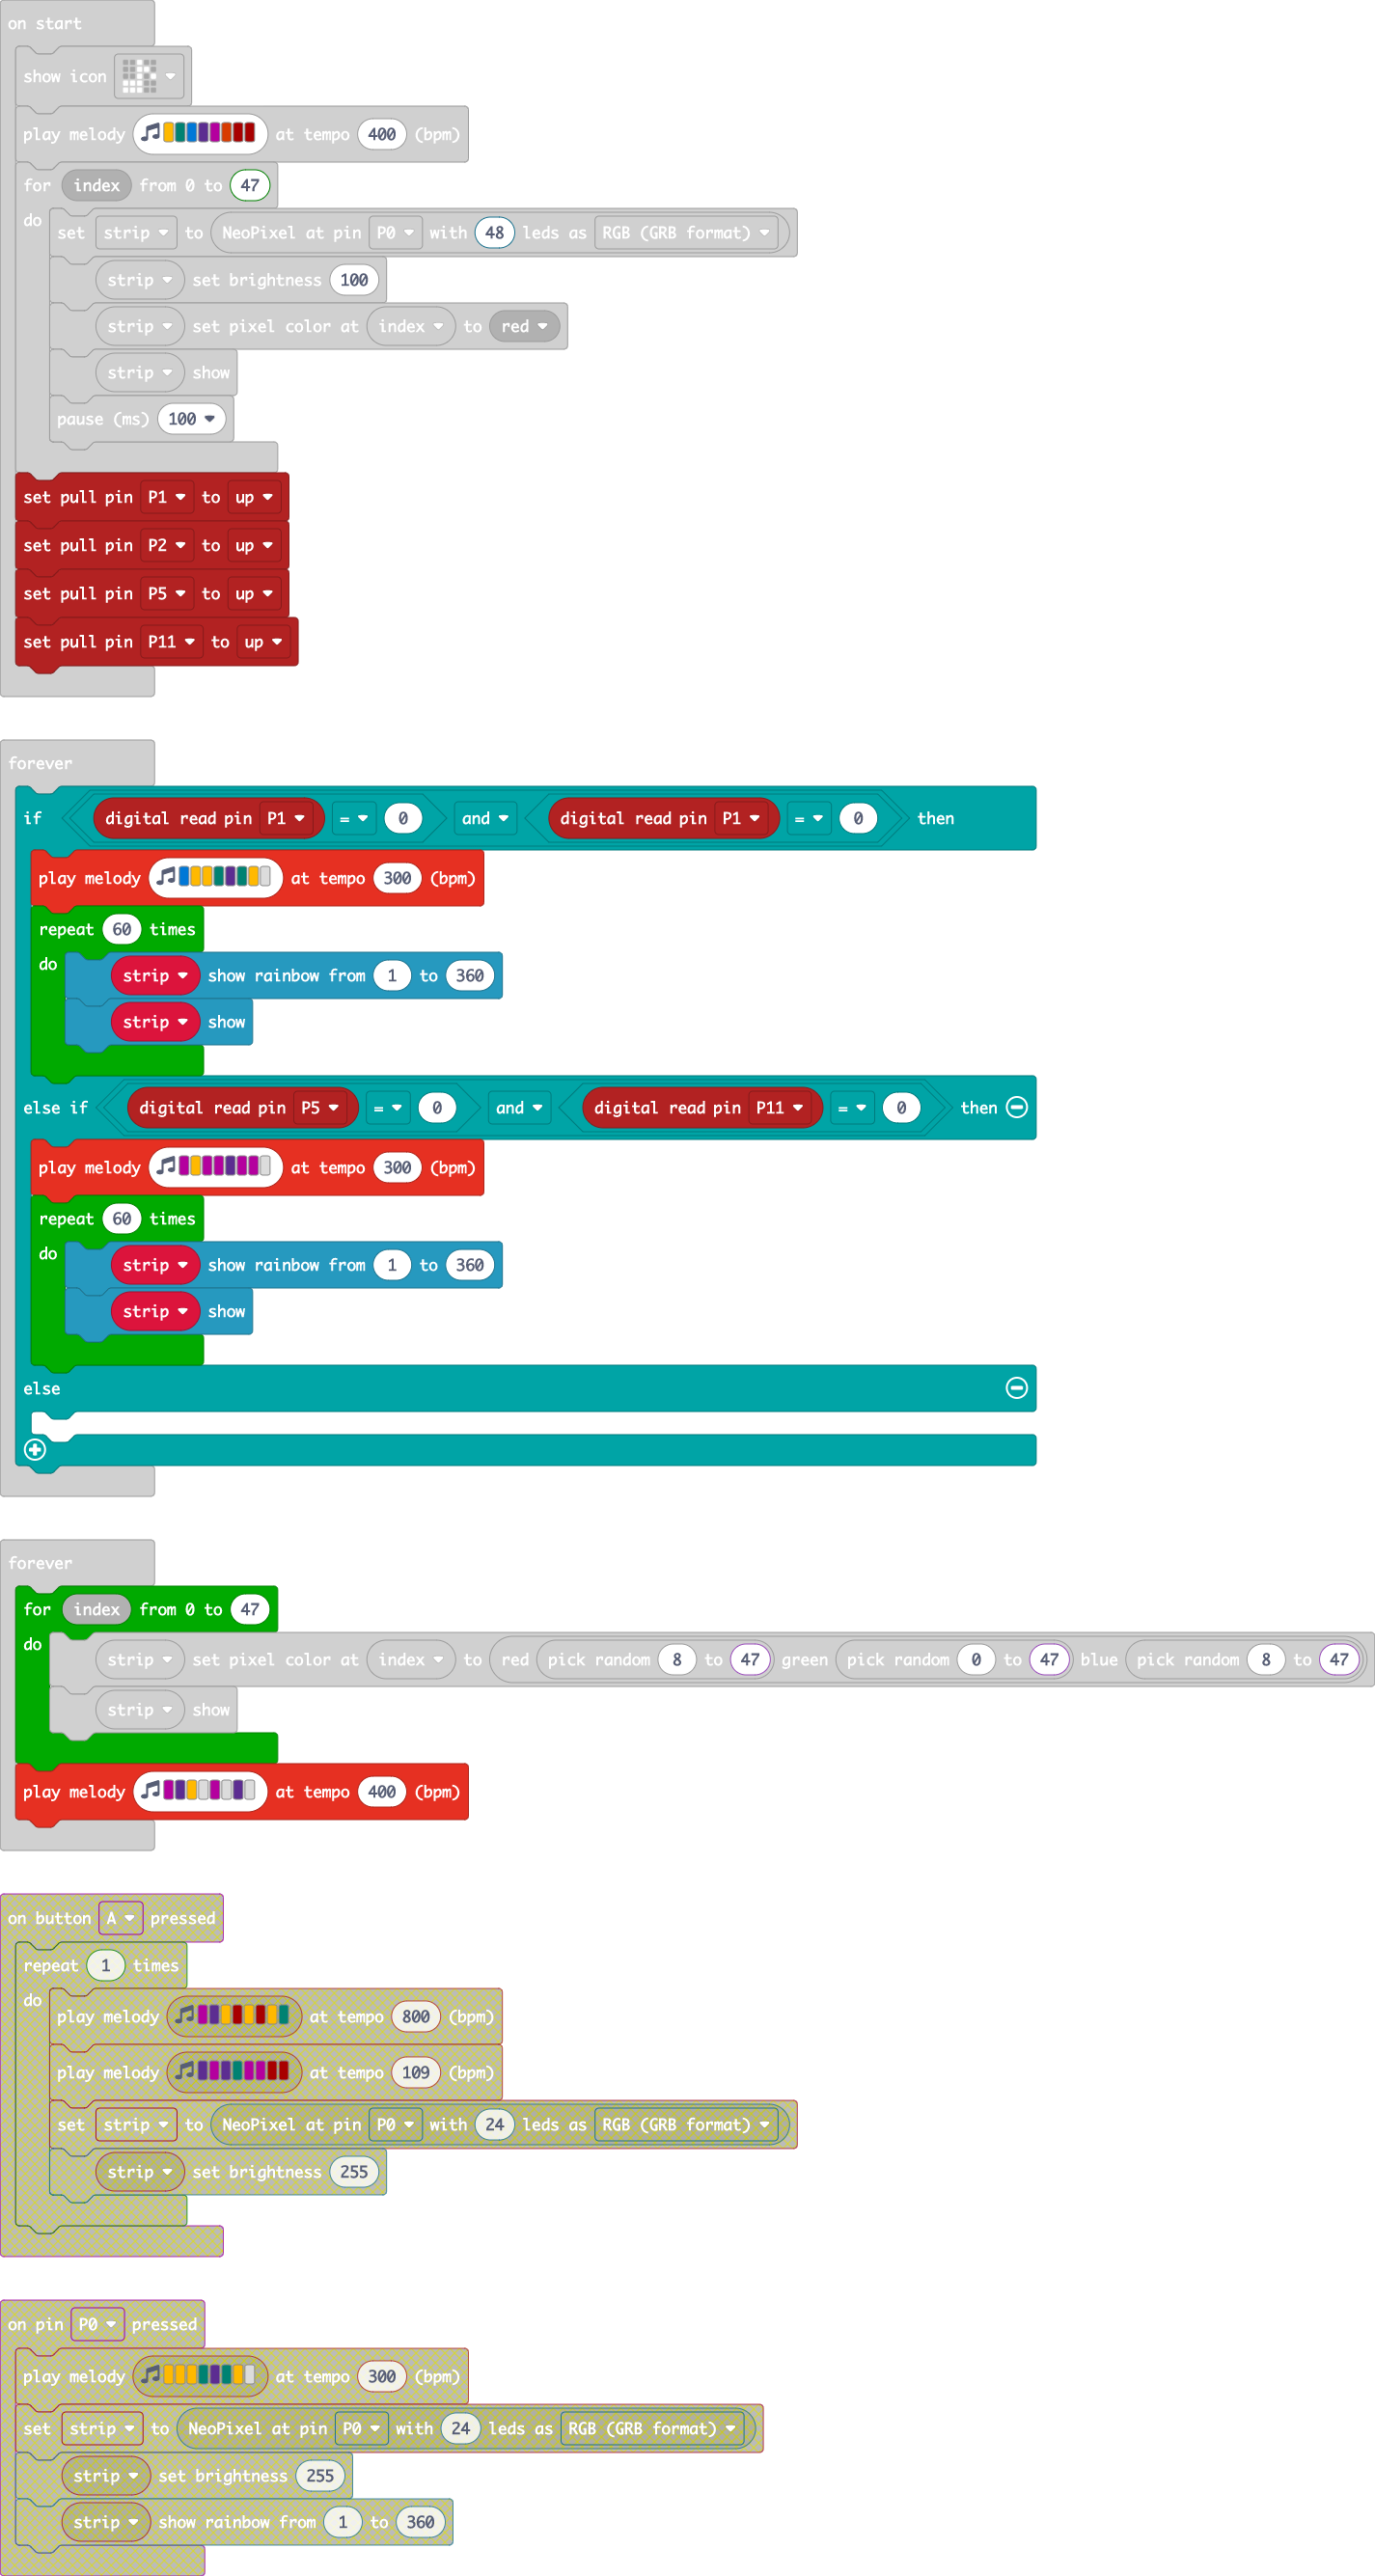 on start
show icon
play melody at tempo 400 (bpm)
for index from 0 to 47
do
set strip to NeoPixel at pin P0 with 48 leds as RGB (GRB format)
strip set brightness 100
strip set pixel color at index to red
strip show
pause (ms) 100
set pull pin P1 to up
set pull pin P2 to up
set pull pin P5 to up
set pull pin P11 to up
forever
if digital read pin P1 = 0 and digital read pin P1 = 0 then
play melody at tempo 300 (bpm)
repeat 60 times
do
strip show rainbow from 1 to 360
strip show
else if digital read pin P5 = 0 and digital read pin P11 = 0 then
play melody at tempo 300 (bpm)
repeat 60 times
do
strip show rainbow from 1 to 360
strip show
else
forever
for index from 0 to 47
do
strip set pixel color at index to red pick random 8 to 47 green pick random 0 to 47 blue pick random 8 to 47
strip show
play melody at tempo 400 (bpm)
on button A pressed
repeat 1 times
do
play melody at tempo 800 (bpm)
play melody at tempo 109 (bpm)
set strip to NeoPixel at pin P0 with 24 leds as RGB (GRB format)
strip set brightness 255
on pin P0 pressed
play melody at tempo 300 (bpm)
set strip to NeoPixel at pin P0 with 24 leds as RGB (GRB format)
strip set brightness 255
strip show rainbow from 1 to 360